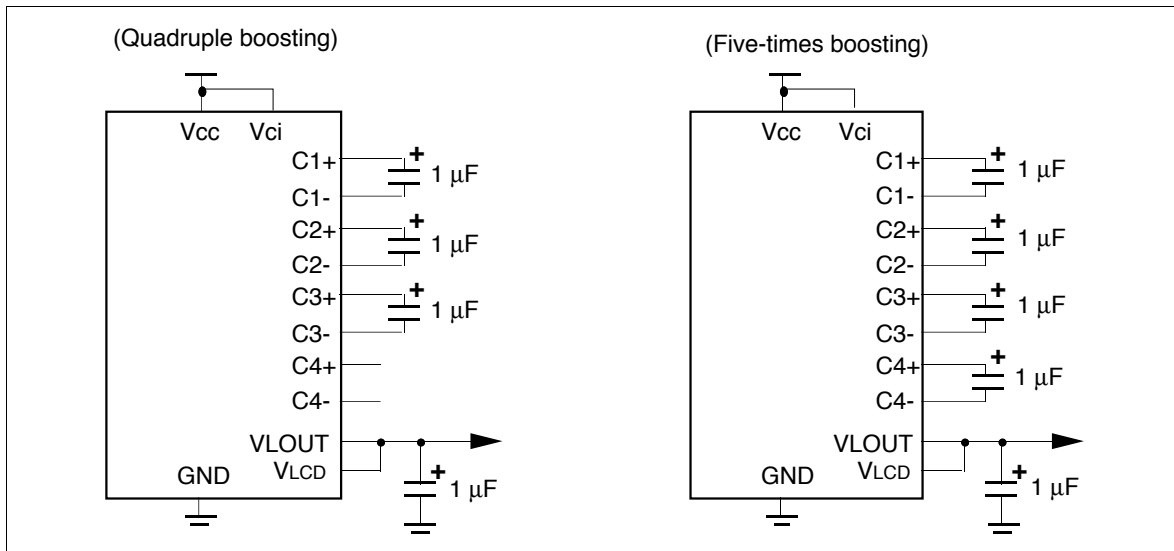 (Quadruple boosting)
Vcc Vci
C1+
+
1 μF
C1-
C2+
+
1 μF
C2-
C3+
+
1 μF
C3-
C4+
C4-
VLOUT
VLCD
GND
+
1 μF
(Five-times boosting)
Vcc Vci
C1+
+
1 μF
C1-
C2+
+
1 μF
C2-
C3+
+
1 μF
C3-
C4+
+
1 μF
C4-
VLOUT
VLCD
GND
+
1 μF